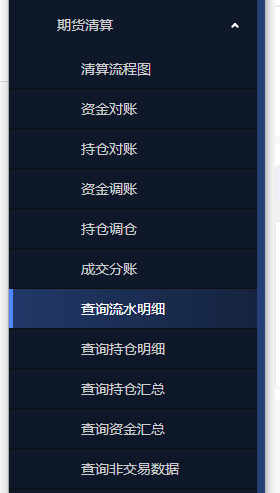 期货清算
清算流程图
资金对账
持仓对账
资金调账
持仓调仓
成交分账
查询流水明细
查询持仓明细
查询持仓汇总
查询资金汇总
查询非交易数据